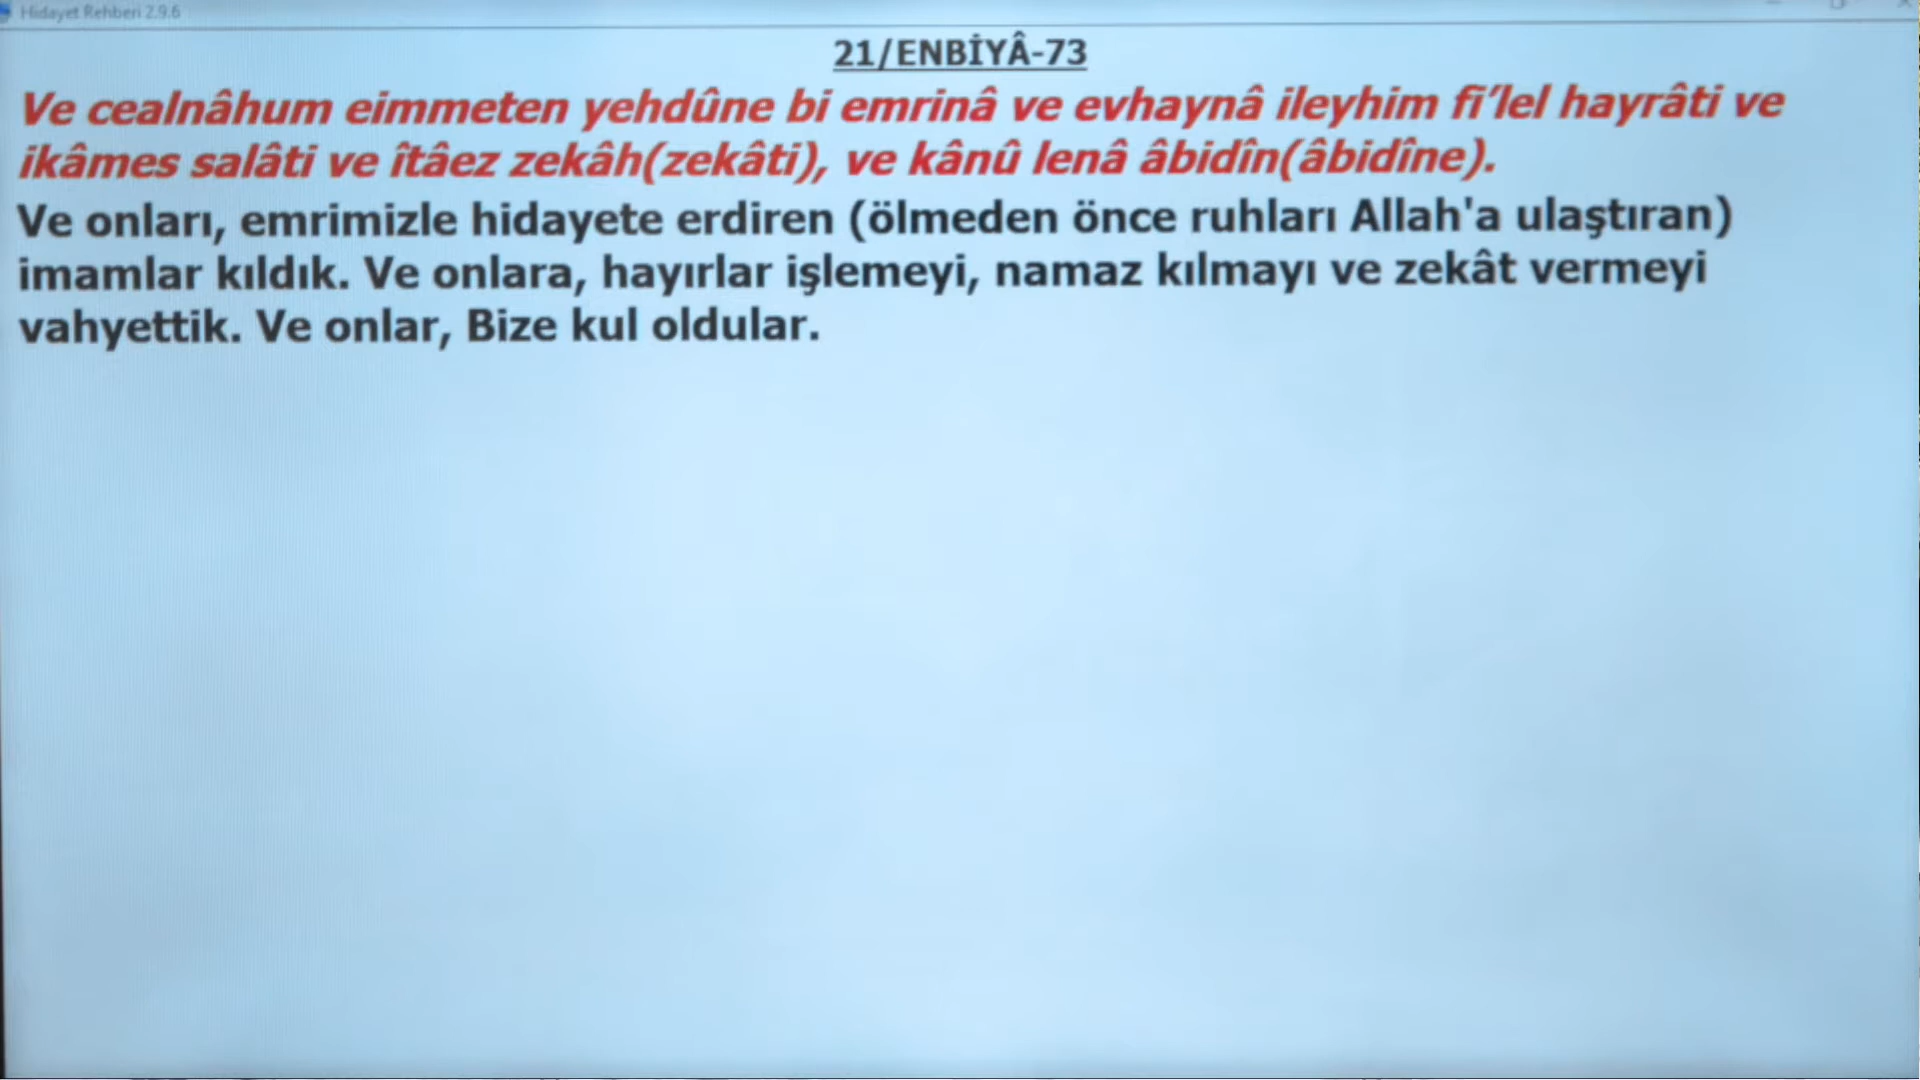 Hidayet Rehberi 2.9.6
21/ENBİYÂ-73
Ve cealnâhum eimmeten yehdûne bi emrinâ ve evhaynâ ileyhim fi’lel hayrâti ve
ikâmes salâti ve îtâez zekâh(zekâti), ve kânû lenâ âbidîn(âbidîne).
Ve onları, emrimizle hidayete erdiren (ölmeden önce ruhları Allah'a ulaştıran)
imamlar kıldık. Ve onlara, hayırlar işlemeyi, namaz kılmayı ve zekât vermeyi
vahyettik. Ve onlar, Bize kul oldular.